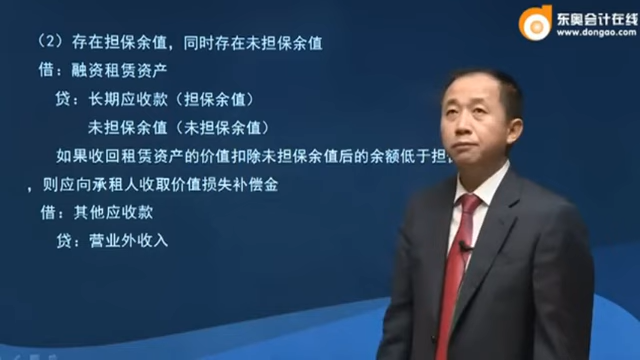 东奥会计在线
www.dongao.com
（2）存在担保余值，同时存在未担保余值
借：融资租赁资产
贷：长期应收款（担保余值）
未担保余值（未担保余值）
如果收回租赁资产的价值扣除未担保余值后的余额低于担
，则应向承租人收取价值损失补偿金
借：其他应收款
贷：营业外收入